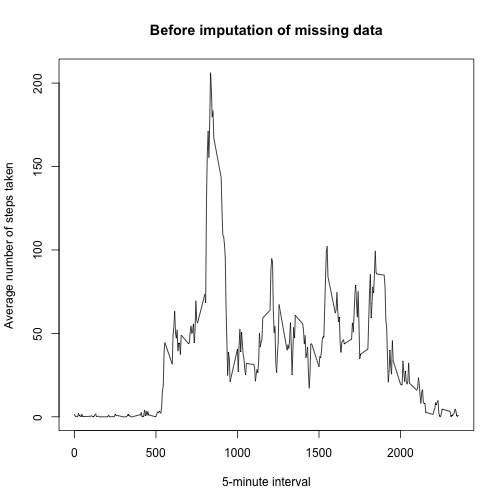 Before imputation of missing data
Average number of steps taken
200
150
100
50
0
0 500 1000 1500 2000
5-minute interval